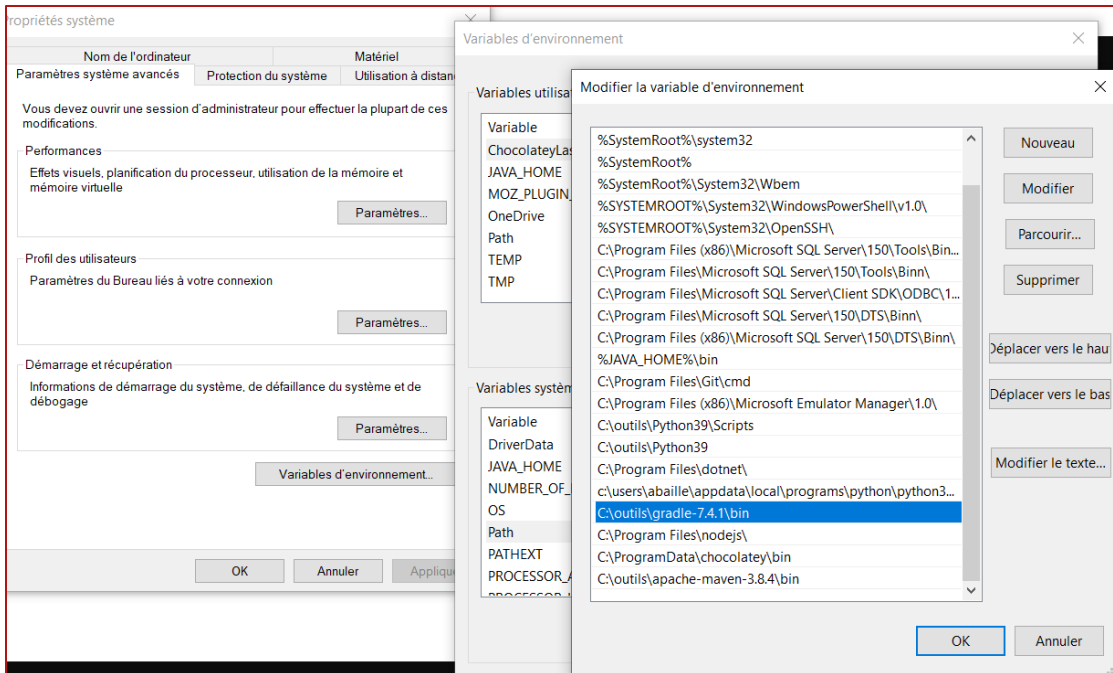 Propriétés système
Nom de l'ordinateur
Matériel
Paramètres système avancés
Protection du système
Utilisation à distan
Vous devez ouvrir une session d'administrateur pour effectuer la plupart de ces
modifications.
Performances
Effets visuels, planification du processeur, utilisation de la mémoire et
mémoire virtuelle
Paramètres...
Profil des utilisateurs
Paramètres du Bureau liés à votre connexion
Paramètres...
Démarrage et récupération
Informations de démarrage du système, de défaillance du système et de
débogage
Paramètres...
Variables d'environnement...
OK
Annuler
Applique
Variables d'environnement
Variables utilisa
Variable
ChocolateyLas
JAVA_HOME
MOZ_PLUGIN_
OneDrive
Path
TEMP
TMP
Variables systèm
Variable
DriverData
JAVA_HOME
NUMBER_OF_
OS
Path
PATHEXT
PROCESSOR_A
Modifier la variable d'environnement
%SystemRoot%\system32
%SystemRoot%
%SystemRoot%\System32\Wbem
%SYSTEMROOT%\System32\WindowsPowerShell\v1.0\
%SYSTEMROOT%\System32\OpenSSH\
C:\Program Files (x86)\Microsoft SQL Server\150\Tools\Bin...
C:\Program Files\Microsoft SQL Server\150\Tools\Binn\
C:\Program Files\Microsoft SQL Server\Client SDK\ODBC\1...
C:\Program Files\Microsoft SQL Server\150\DTS\Binn\
C:\Program Files (x86)\Microsoft SQL Server\150\DTS\Binn\
%JAVA_HOME%\bin
C:\Program Files\Git\cmd
C:\Program Files (x86)\Microsoft Emulator Manager\1.0\
C:\outils\Python39\Scripts
C:\outils\Python39
C:\Program Files\dotnet\
c:\users\abaille\appdata\local\programs\python\python3...
C:\outils\gradle-7.4.1\bin
C:\Program Files\nodejs\
C:\ProgramData\chocolatey\bin
C:\outils\apache-maven-3.8.4\bin
Nouveau
Modifier
Parcourir...
Supprimer
Déplacer vers le hau
Déplacer vers le bas
Modifier le texte...
OK
Annuler